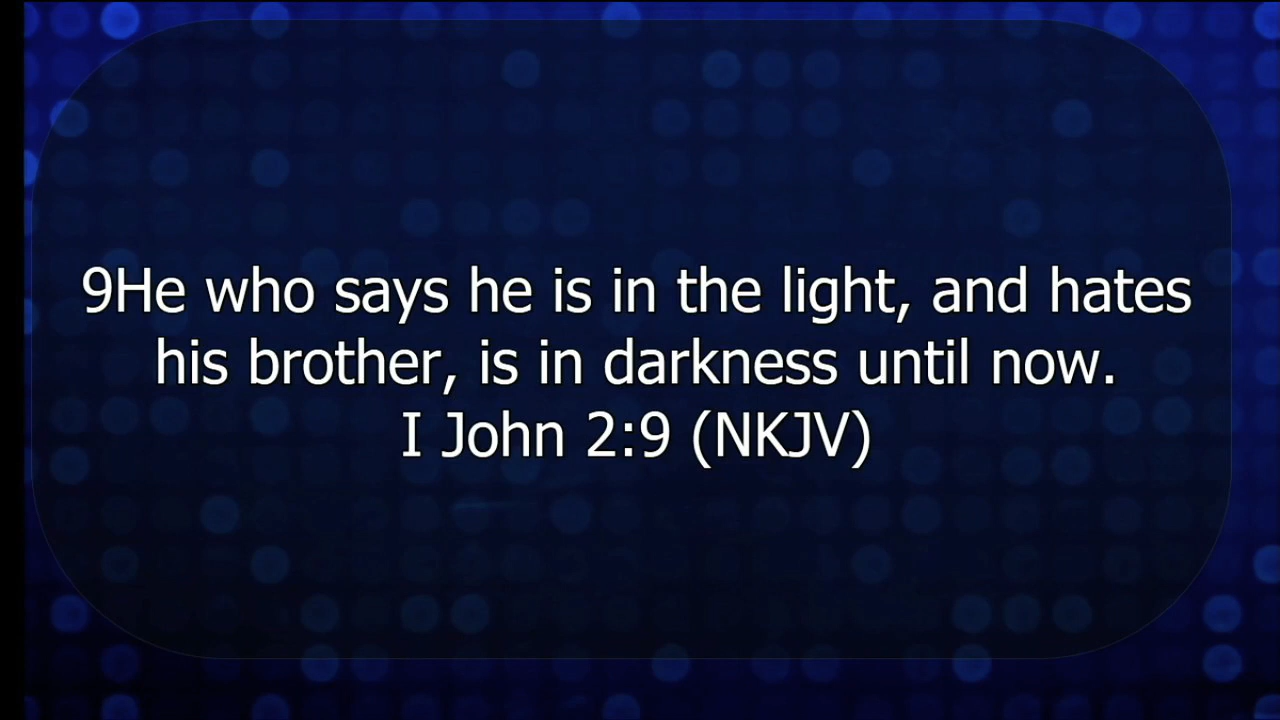 9He who says he is in the light, and hates
his brother, is in darkness until now.
I John 2:9 (NKJV)